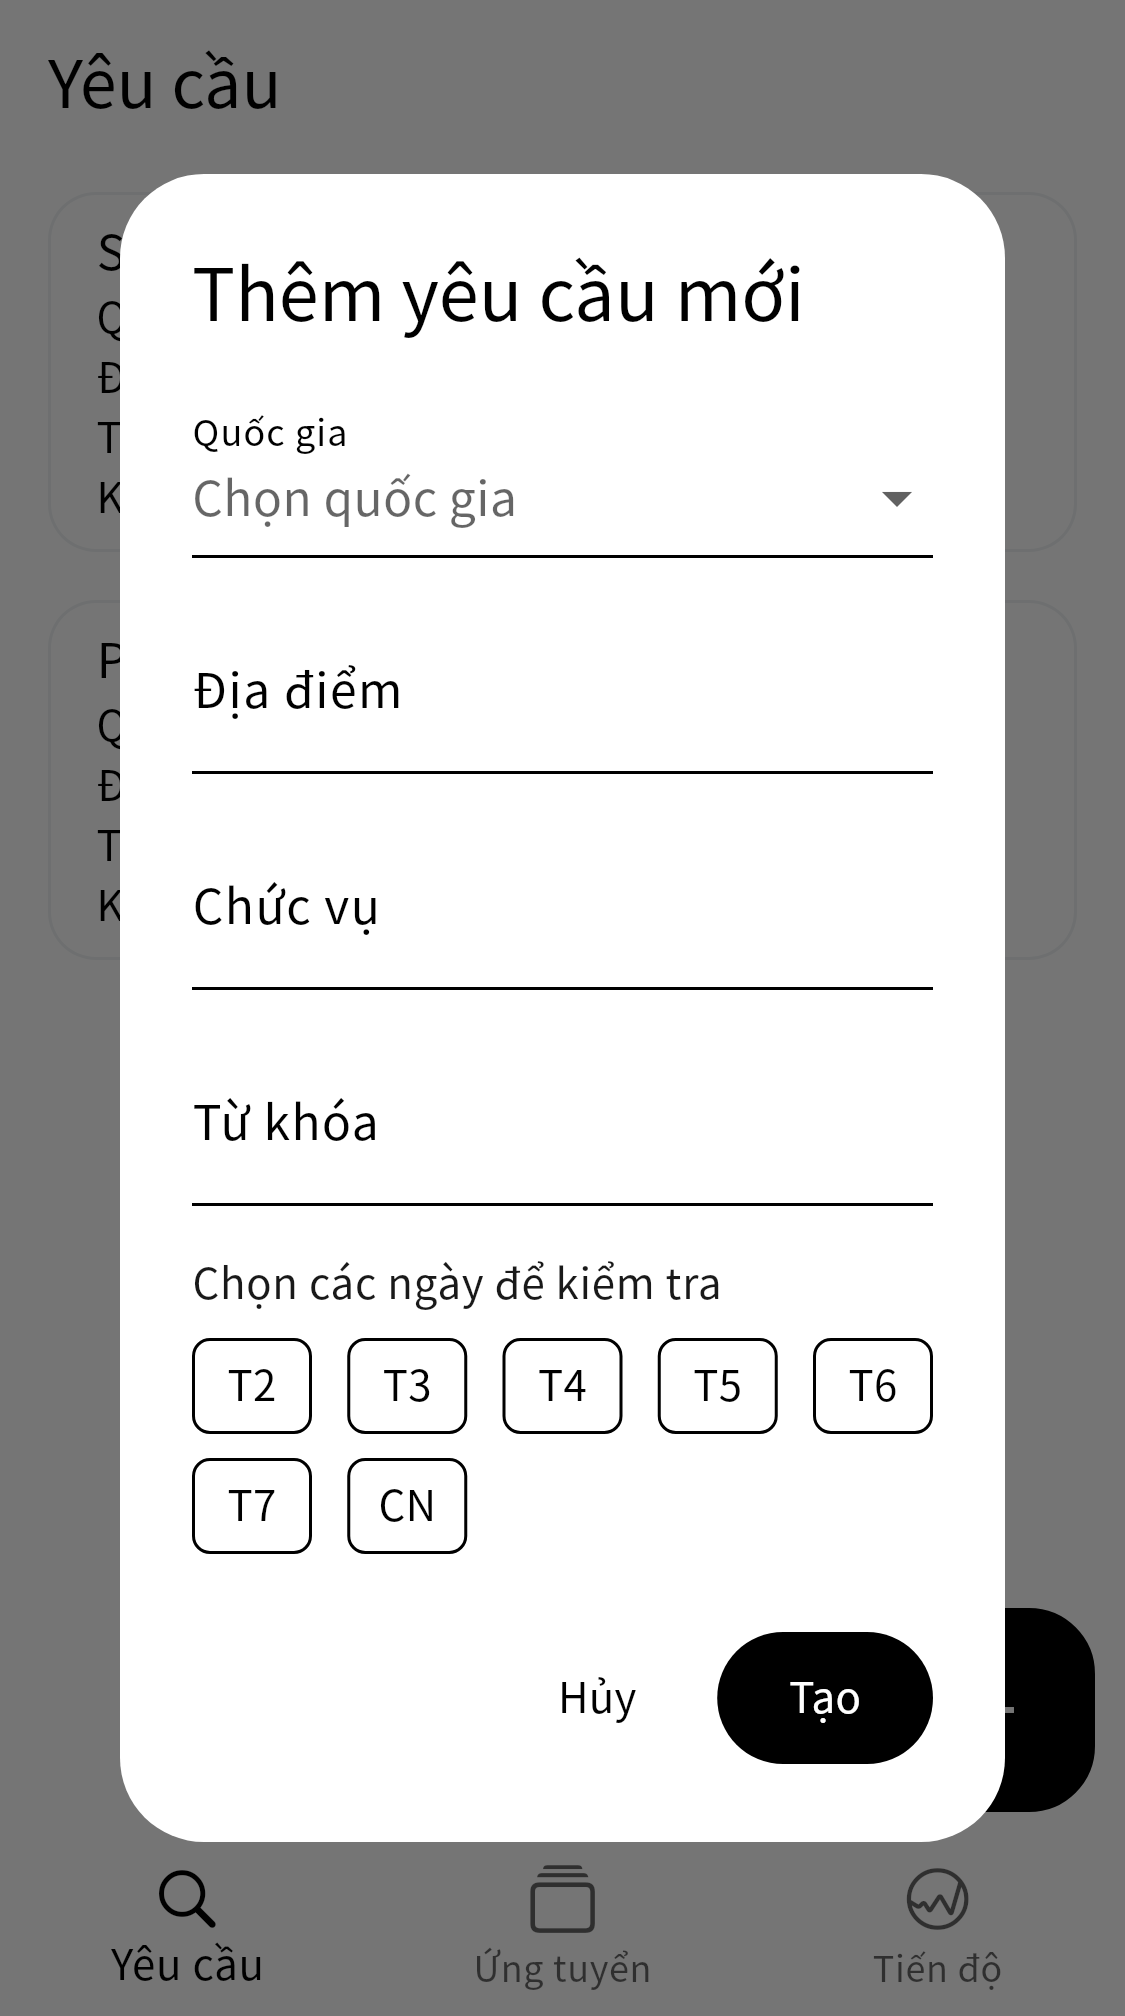 Yêu cầu
Thêm yêu cầu mới
Quốc gia
Chọn quốc gia
Địa điểm
Chức vụ
Từ khóa
Chọn các ngày để kiểm tra
T2 T3 T4 T5 T6
T7 CN
Hủy Tạo
Yêu cầu Ứng tuyển Tiến độ